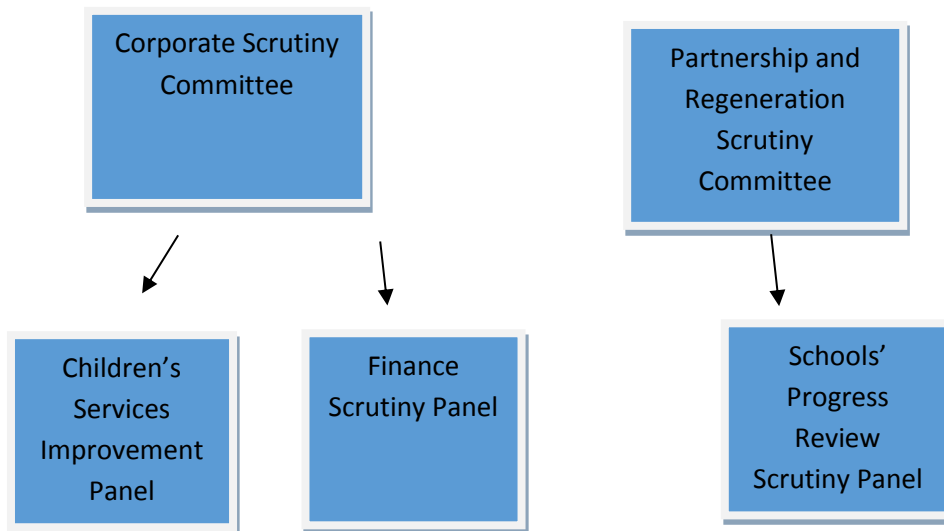 Corporate Scrutiny
Committee
Partnership and
Regeneration
Scrutiny
Committee
Children’s
Services
Improvement
Panel
Finance
Scrutiny Panel
Schools’
Progress
Review
Scrutiny Panel